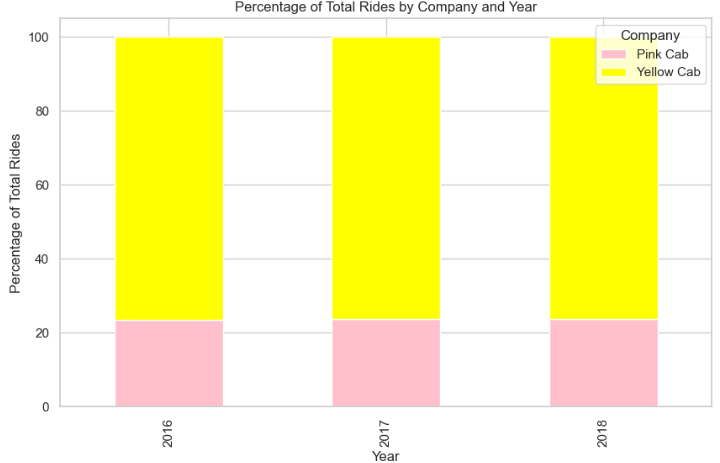 Percentage of Total Rides by Company and Year
Company
Pink Cab
Yellow Cab
Percentage of Total Rides
100
80
60
40
20
0
2016
2017
2018
Year